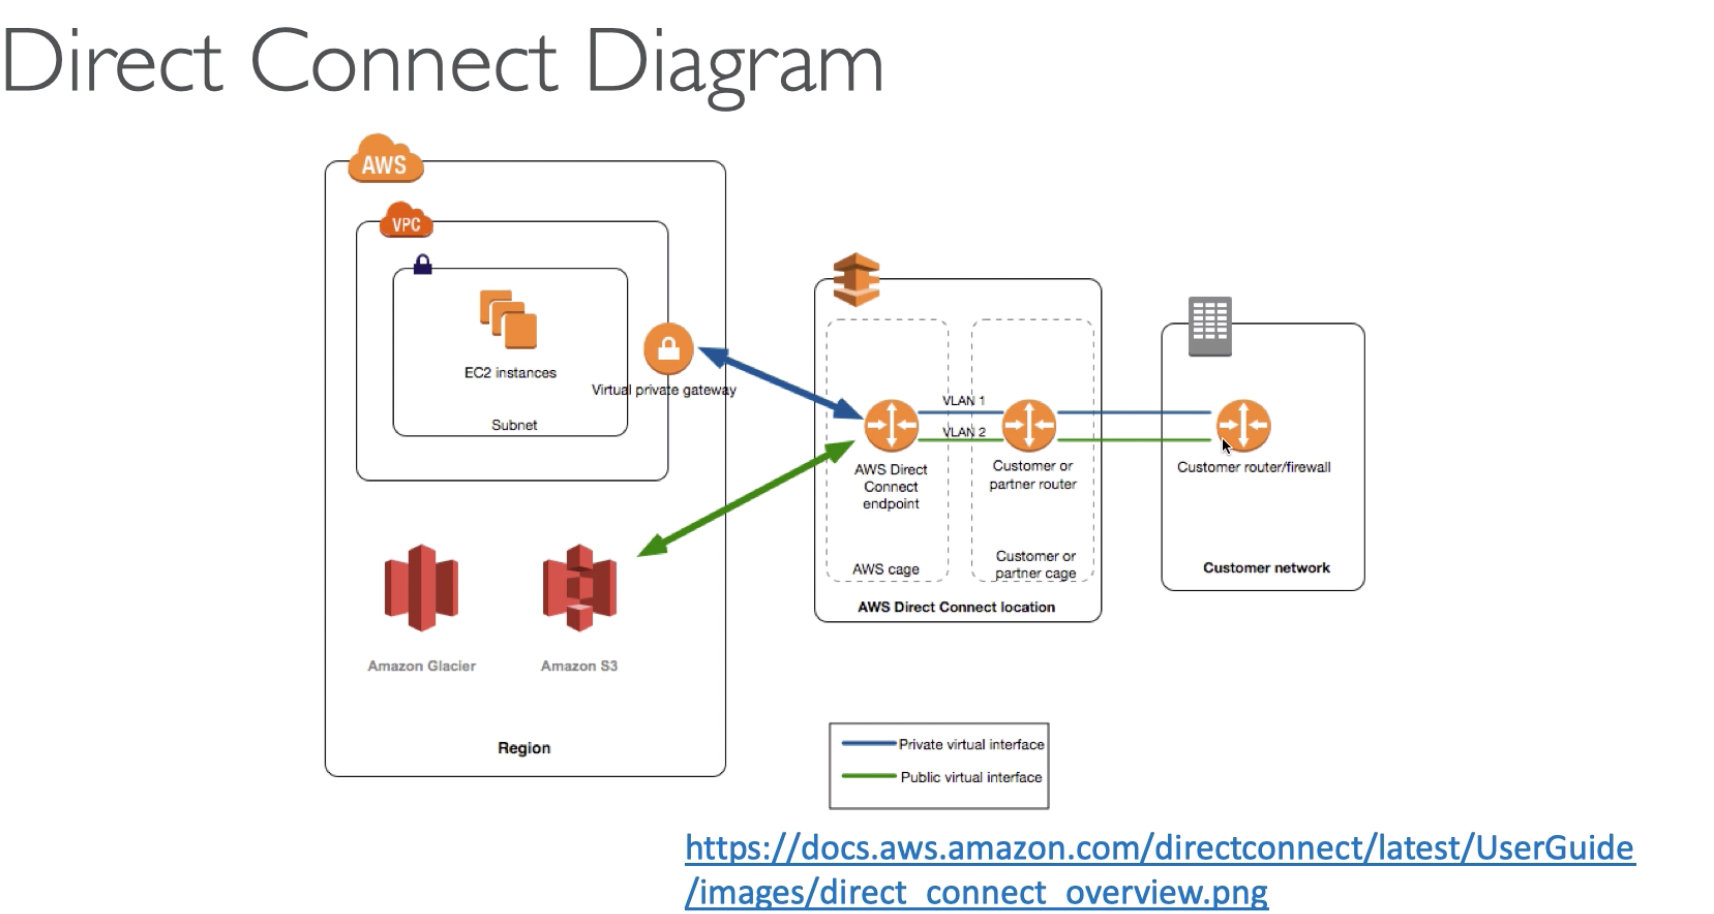 Direct Connect Diagram
AWS
VPC
EC2 instances
Subnet
Virtual private gateway
Amazon Glacier
Amazon S3
Region
VLAN 1
VLAN 2
AWS Direct
Connect
endpoint
AWS cage
Customer or
partner router
Customer or
partner cage
AWS Direct Connect location
Customer router/firewall
Customer network
Private virtual interface
Public virtual interface
https://docs.aws.amazon.com/directconnect/latest/UserGuide
/images/direct_connect_overview.png